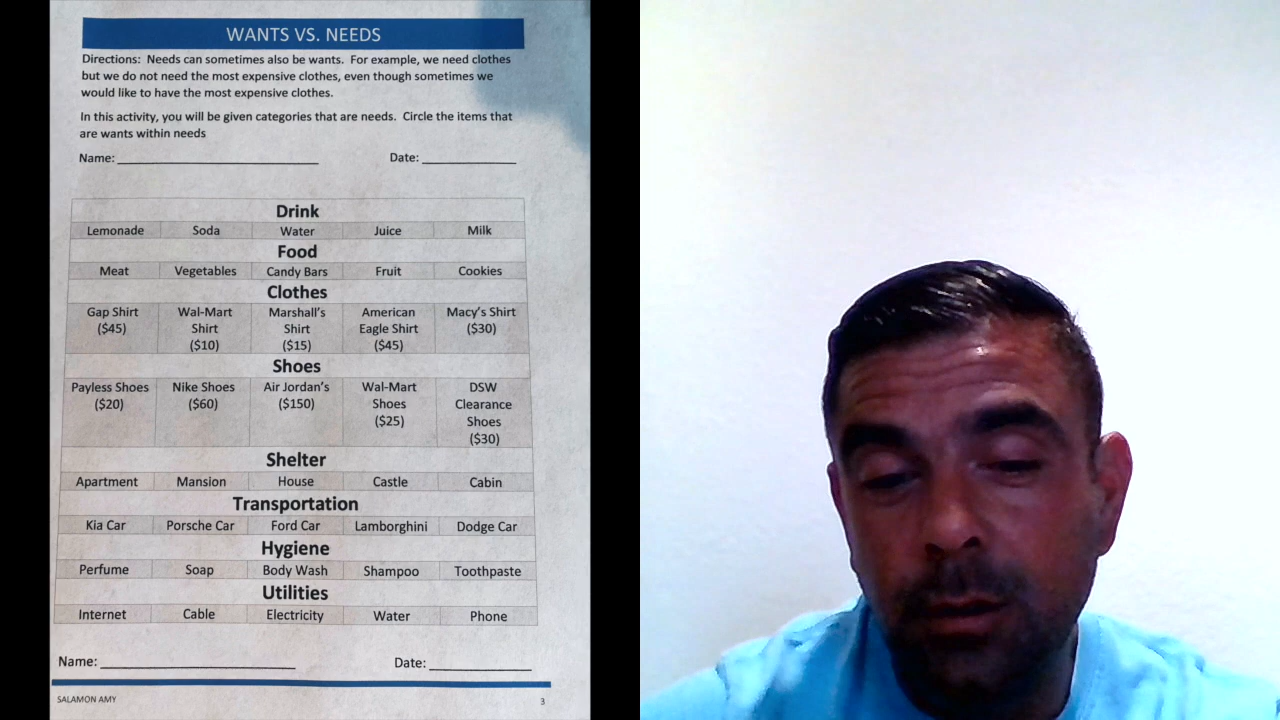 WANTS VS. NEEDS
Directions: Needs can sometimes also be wants. For example, we need clothes
but we do not need the most expensive clothes, even though sometimes we
would like to have the most expensive clothes.
In this activity, you will be given categories that are needs. Circle the items that
are wants within needs
Name: Date:
Drink
Lemonade Soda Water Juice Milk
Food
Meat Vegetables Candy Bars Fruit Cookies
Clothes
Gap Shirt Wal-Mart Marshall's American Macy's Shirt
($45) Shirt Shirt Eagle Shirt ($30)
($10) ($15) ($45)
Shoes
Payless Shoes Nike Shoes Air Jordan's Wal-Mart DSW
($20) ($60) ($150) Shoes Clearance
($25) Shoes
($30)
Shelter
Apartment Mansion House Castle Cabin
Transportation
Kia Car Porsche Car Ford Car Lamborghini Dodge Car
Hygiene
Perfume Soap Body Wash Shampoo Toothpaste
Utilities
Internet Cable Electricity Water Phone
Name: Date:
SALAMON AMY 3